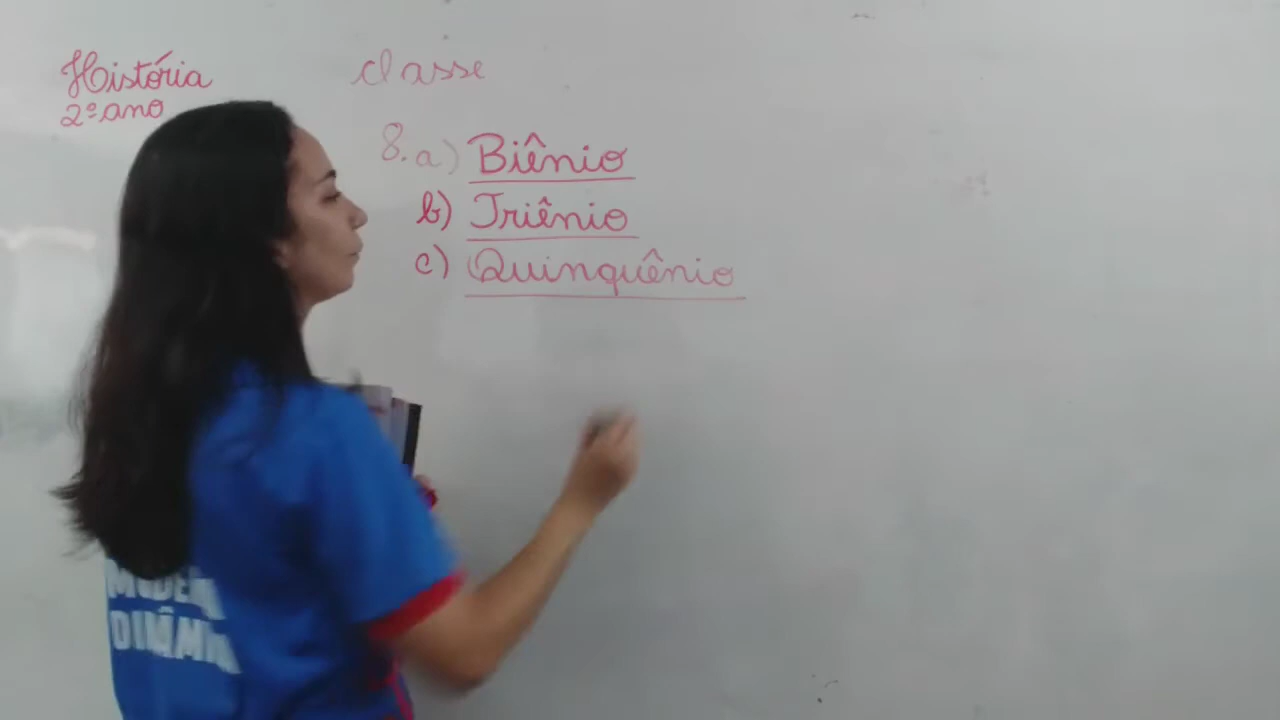 História
2º ano
classe
8. a) Biênio
b) Triênio
c) Quinquênio